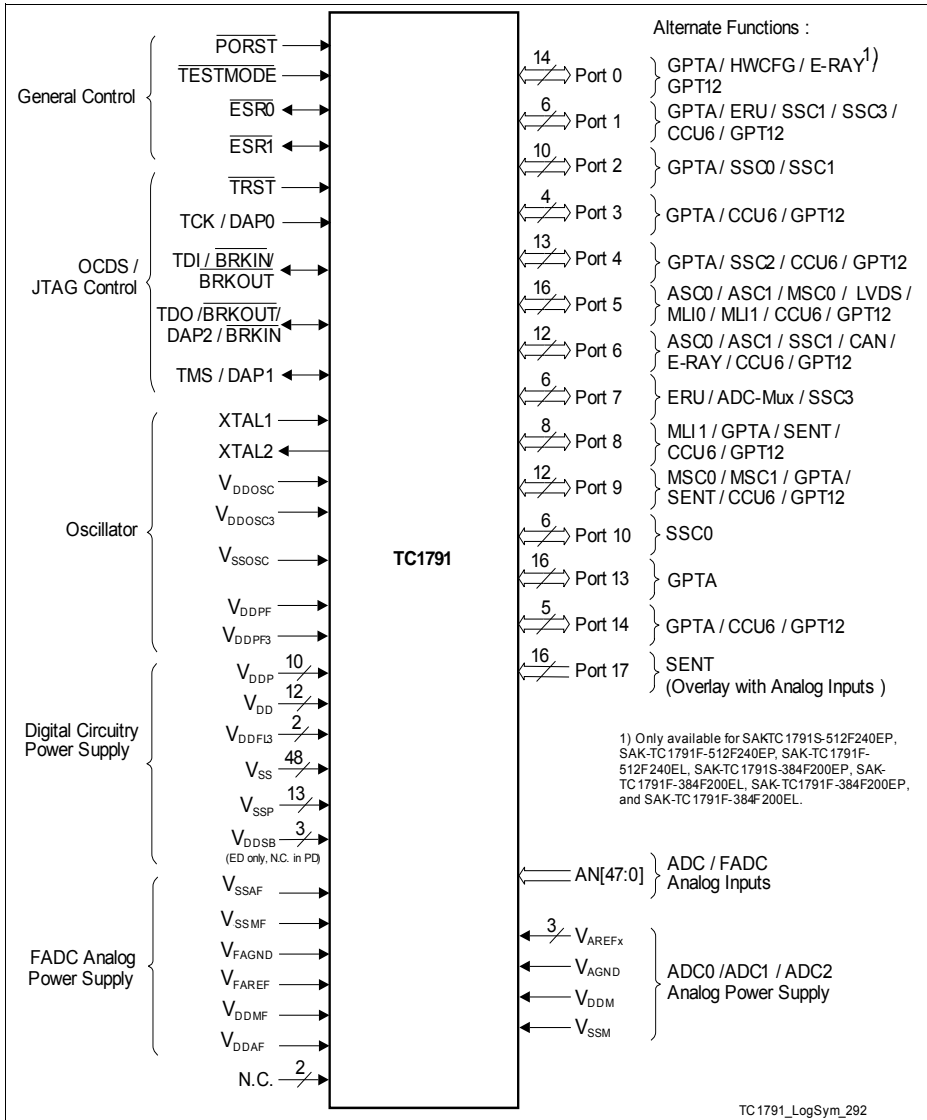 Alternate Functions :
General Control
PORST
TESTMODE
ESR0
ESR1
OCDS /
JTAG Control
TRST
TCK / DAP0
TDI / BRKIN/
BRKOUT
TDO /BRKOUT/
DAP2 / BRKIN
TMS / DAP1
Oscillator
XTAL1
XTAL2
VDDOSC
VDDOSC3
VSSOSC
VDDPF
VDDPF3
Digital Circuitry
Power Supply
VDDP 10
VDD 12
VDDFl3 2
VSS 48
VSSP 13
VDDSB 3
(ED only, N.C. in PD)
FADC Analog
Power Supply
VSSAF
VSSMF
VFAGND
VFAREF
VDDMF
VDDAF
N.C. 2
TC1791
14 Port 0 GPTA / HWCFG / E-RAY1) /
GPT12
6 Port 1 GPTA / ERU / SSC1 / SSC3 /
CCU6 / GPT12
10 Port 2 GPTA / SSC0 / SSC1
4 Port 3 GPTA / CCU6 / GPT12
13 Port 4 GPTA / SSC2 / CCU6 / GPT12
16 Port 5 ASC0 / ASC1 / MSC0 / LVDS /
MLI0 / MLI1 / CCU6 / GPT12
12 Port 6 ASC0 / ASC1 / SSC1 / CAN /
E-RAY / CCU6 / GPT12
6 Port 7 ERU / ADC-Mux / SSC3
8 Port 8 MLI1 / GPTA / SENT /
CCU6 / GPT12
12 Port 9 MSC0 / MSC1 / GPTA /
SENT / CCU6 / GPT12
6 Port 10 SSC0
16 Port 13 GPTA
5 Port 14 GPTA / CCU6 / GPT12
16 Port 17 SENT
(Overlay with Analog Inputs )
1) Only available for SAKTC1791S-512F240EP,
SAK-TC1791F-512F240EP, SAK-TC1791F-
512F240EL, SAK-TC1791S-384F200EP, SAK-
TC1791F-384F200EL, SAK-TC1791F-384F200EP,
and SAK-TC1791F-384F200EL.
AN[47:0] ADC / FADC
Analog Inputs
3 VAREFx
VAGND
VDDM
VSSM
ADC0 /ADC1 / ADC2
Analog Power Supply
TC1791_LogSym_292